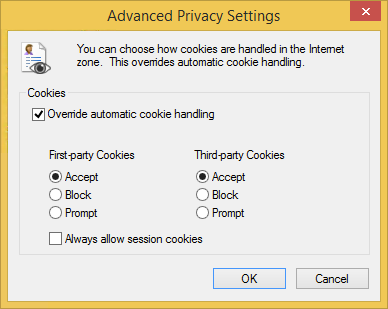 Advanced Privacy Settings
You can choose how cookies are handled in the Internet
zone.  This overrides automatic cookie handling.
Cookies
Override automatic cookie handling
First-party Cookies Third-party Cookies
Accept Accept
Block Block
Prompt Prompt
Always allow session cookies
OK Cancel